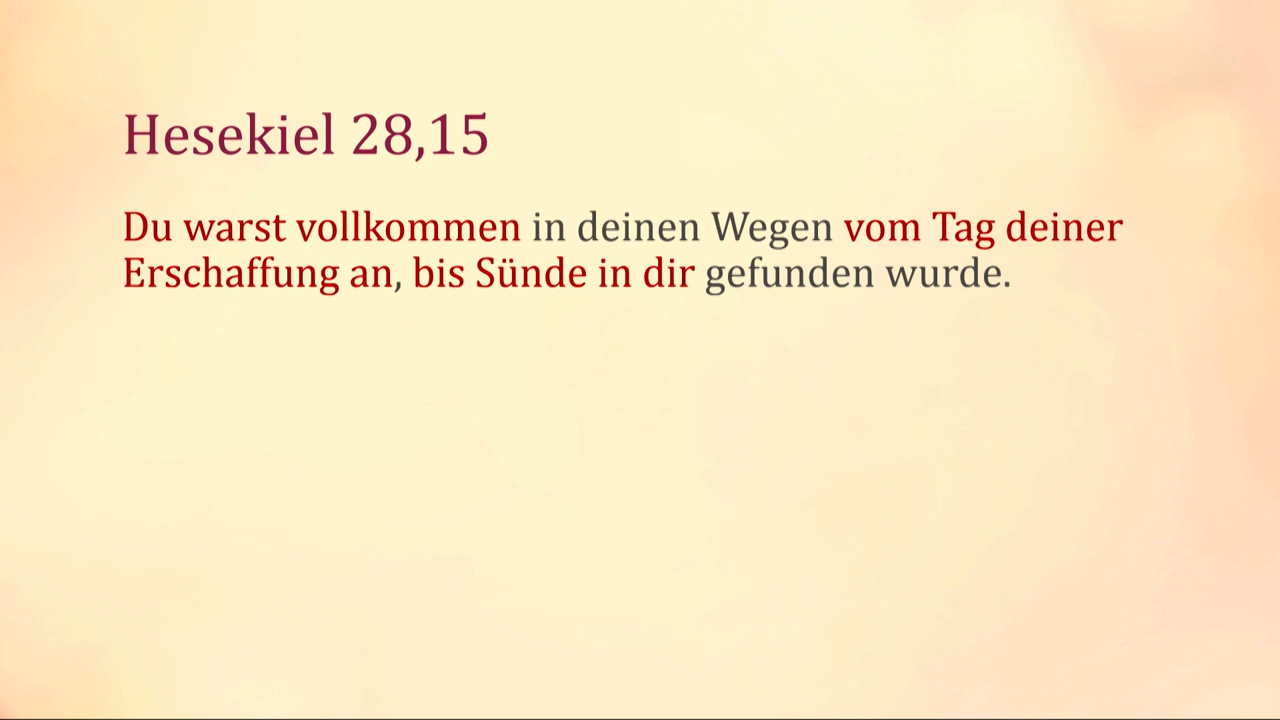 Hesekiel 28,15
Du warst vollkommen in deinen Wegen vom Tag deiner
Erschaffung an, bis Sünde in dir gefunden wurde.